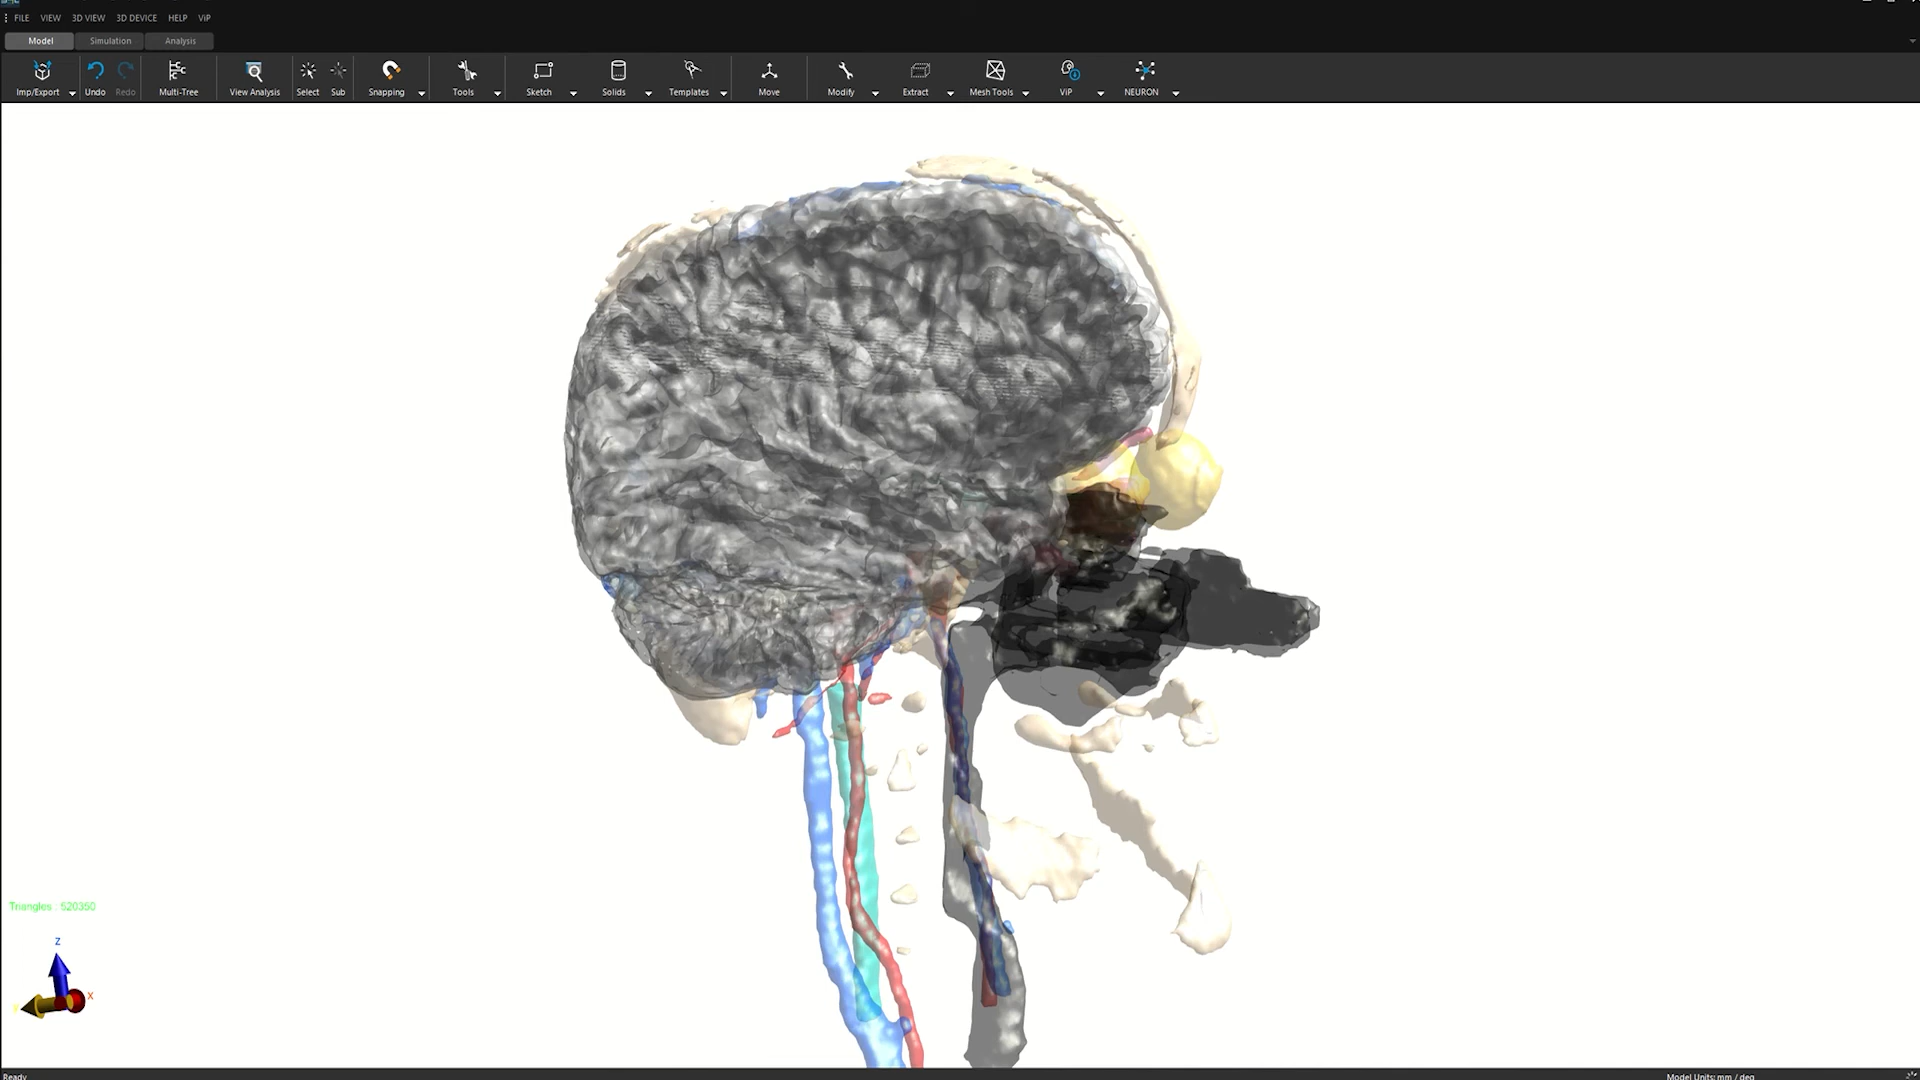 FILE VIEW 3D VIEW 3D DEVICE HELP ViP
Model Simulation Analysis
Imp/Export Undo Redo Multi-Tree View Analysis Select Sub Snapping Tools Sketch Solids Templates Move Modify Extract Mesh Tools ViP NEURON
Triangles : 520350
Z
X
Ready
Model Units: mm / deg